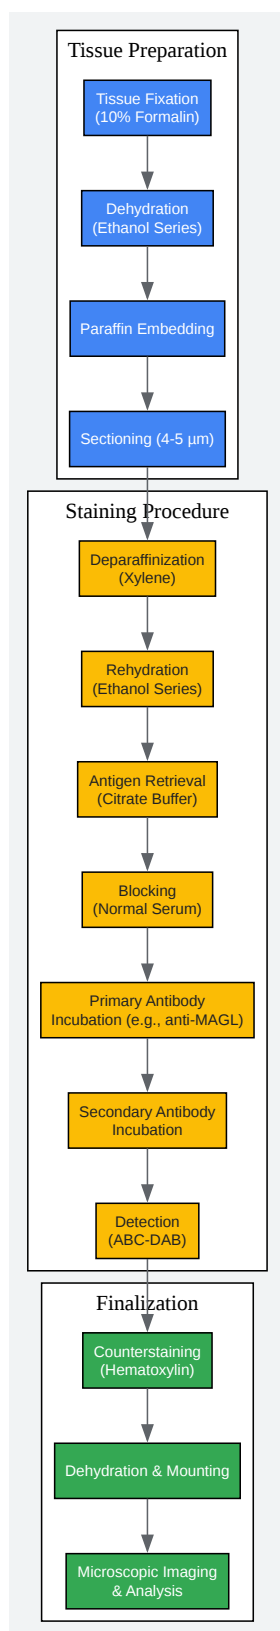 Tissue Preparation
Tissue Fixation
(10% Formalin)
Dehydration
(Ethanol Series)
Paraffin Embedding
Sectioning (4-5 µm)
Staining Procedure
Deparaffinization
(Xylene)
Rehydration
(Ethanol Series)
Antigen Retrieval
(Citrate Buffer)
Blocking
(Normal Serum)
Primary Antibody
Incubation (e.g., anti-MAGL)
Secondary Antibody
Incubation
Detection
(ABC-DAB)
Finalization
Counterstaining
(Hematoxylin)
Dehydration & Mounting
Microscopic Imaging
& Analysis